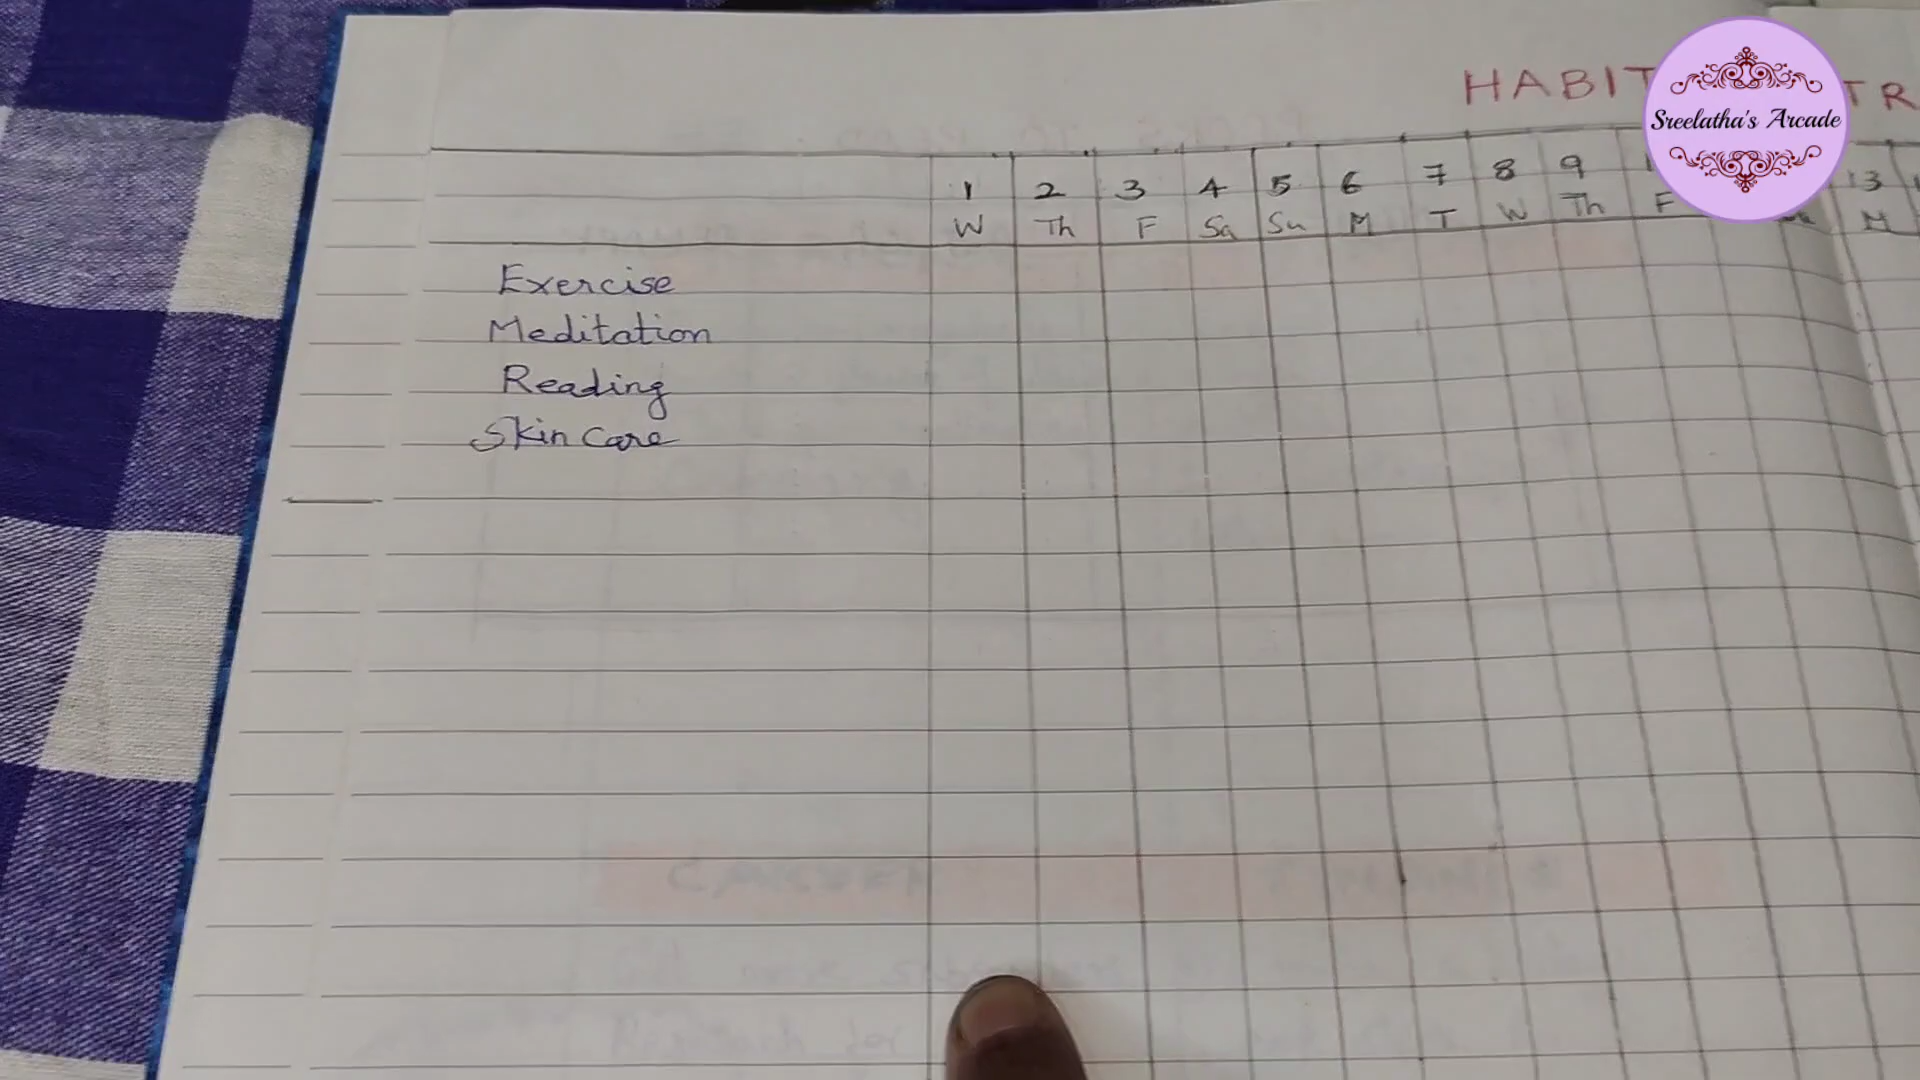 HABIT TR
Sreelatha's Arcade
1 2 3 4 5 6 7 8 9 13
W Th F Sa Su M T W Th F M
Exercise
Meditation
Reading
Skin Care